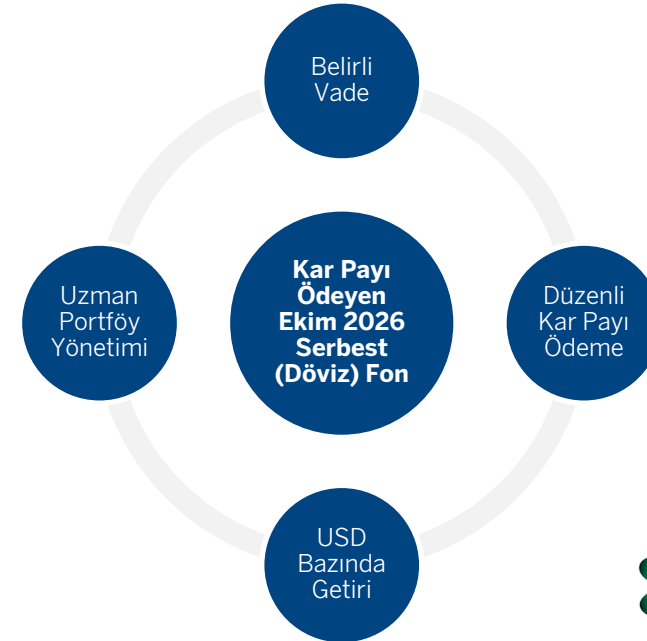 Belirli
Vade
Kar Payı
Ödeyen
Ekim 2026
Serbest
(Döviz) Fon
Uzman
Portföy
Yönetimi
Düzenli
Kar Payı
Ödeme
USD
Bazında
Getiri